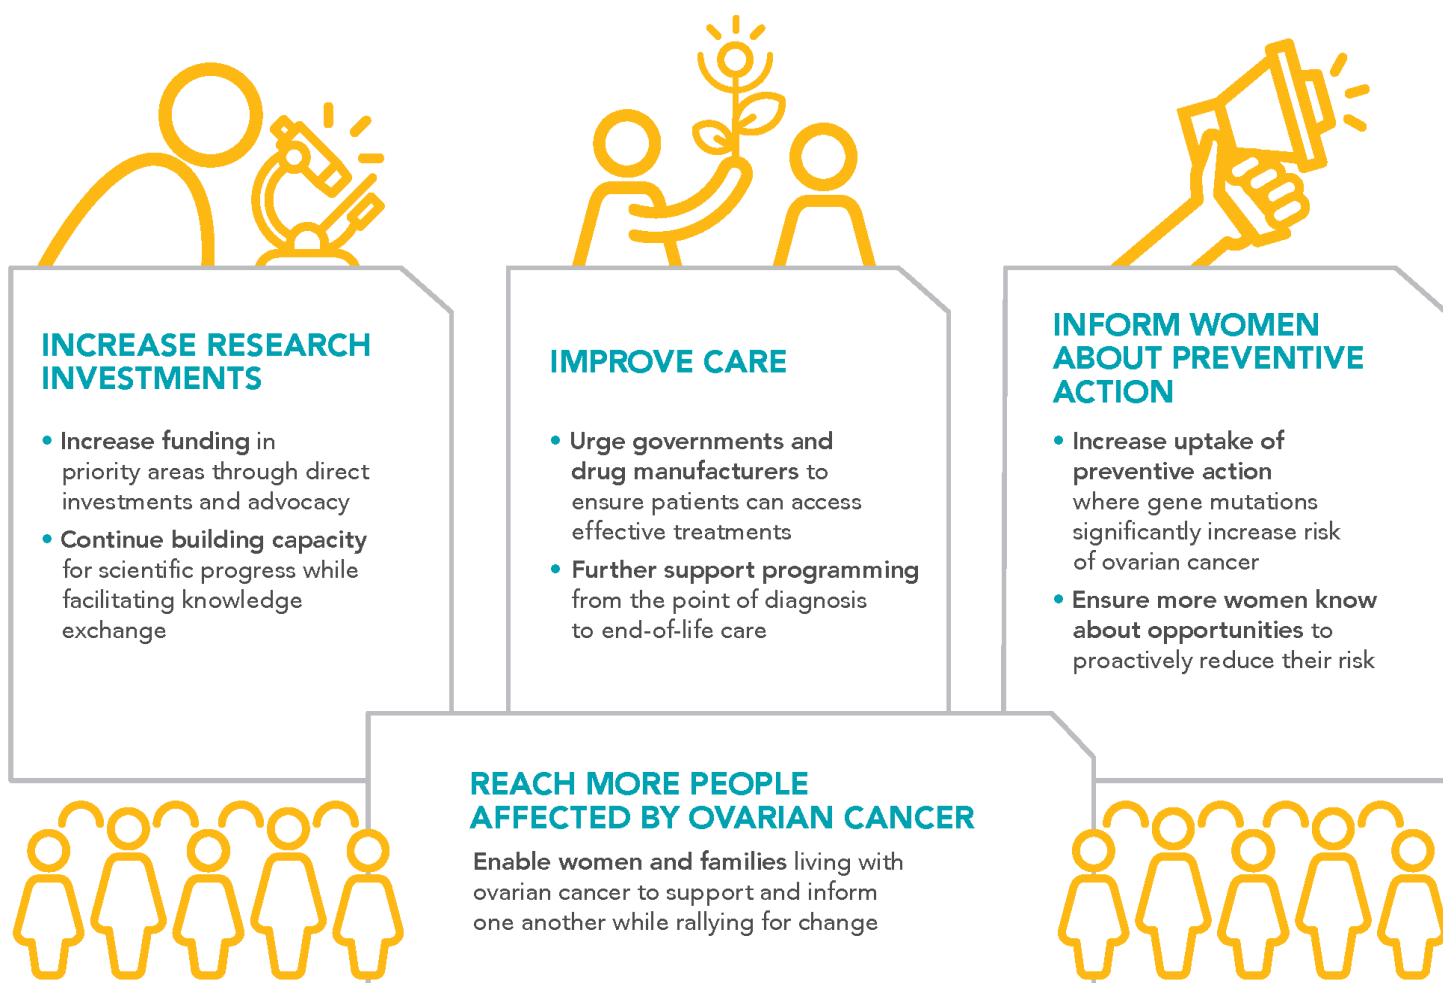 INCREASE RESEARCH
INVESTMENTS
• Increase funding in
priority areas through direct
investments and advocacy
• Continue building capacity
for scientific progress while
facilitating knowledge
exchange
IMPROVE CARE
• Urge governments and
drug manufacturers to
ensure patients can access
effective treatments
• Further support programming
from the point of diagnosis
to end-of-life care
INFORM WOMEN
ABOUT PREVENTIVE
ACTION
• Increase uptake of
preventive action
where gene mutations
significantly increase risk
of ovarian cancer
• Ensure more women know
about opportunities to
proactively reduce their risk
REACH MORE PEOPLE
AFFECTED BY OVARIAN CANCER
Enable women and families living with
ovarian cancer to support and inform
one another while rallying for change